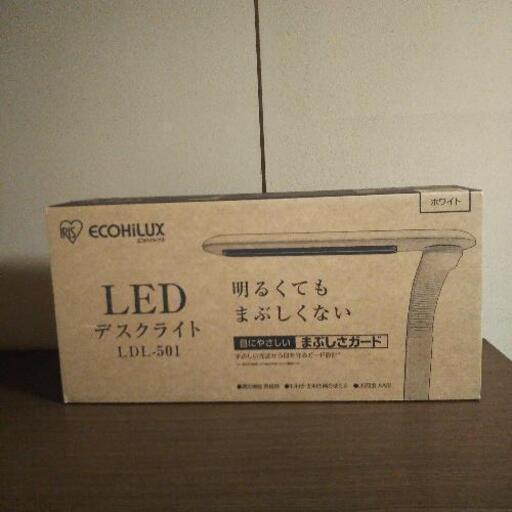 ホワイト
IRIS
ECOHiLUX
LED
デスクライト
LDL-501
明るくても
まぶしくない
目にやさしい まぶしさガード